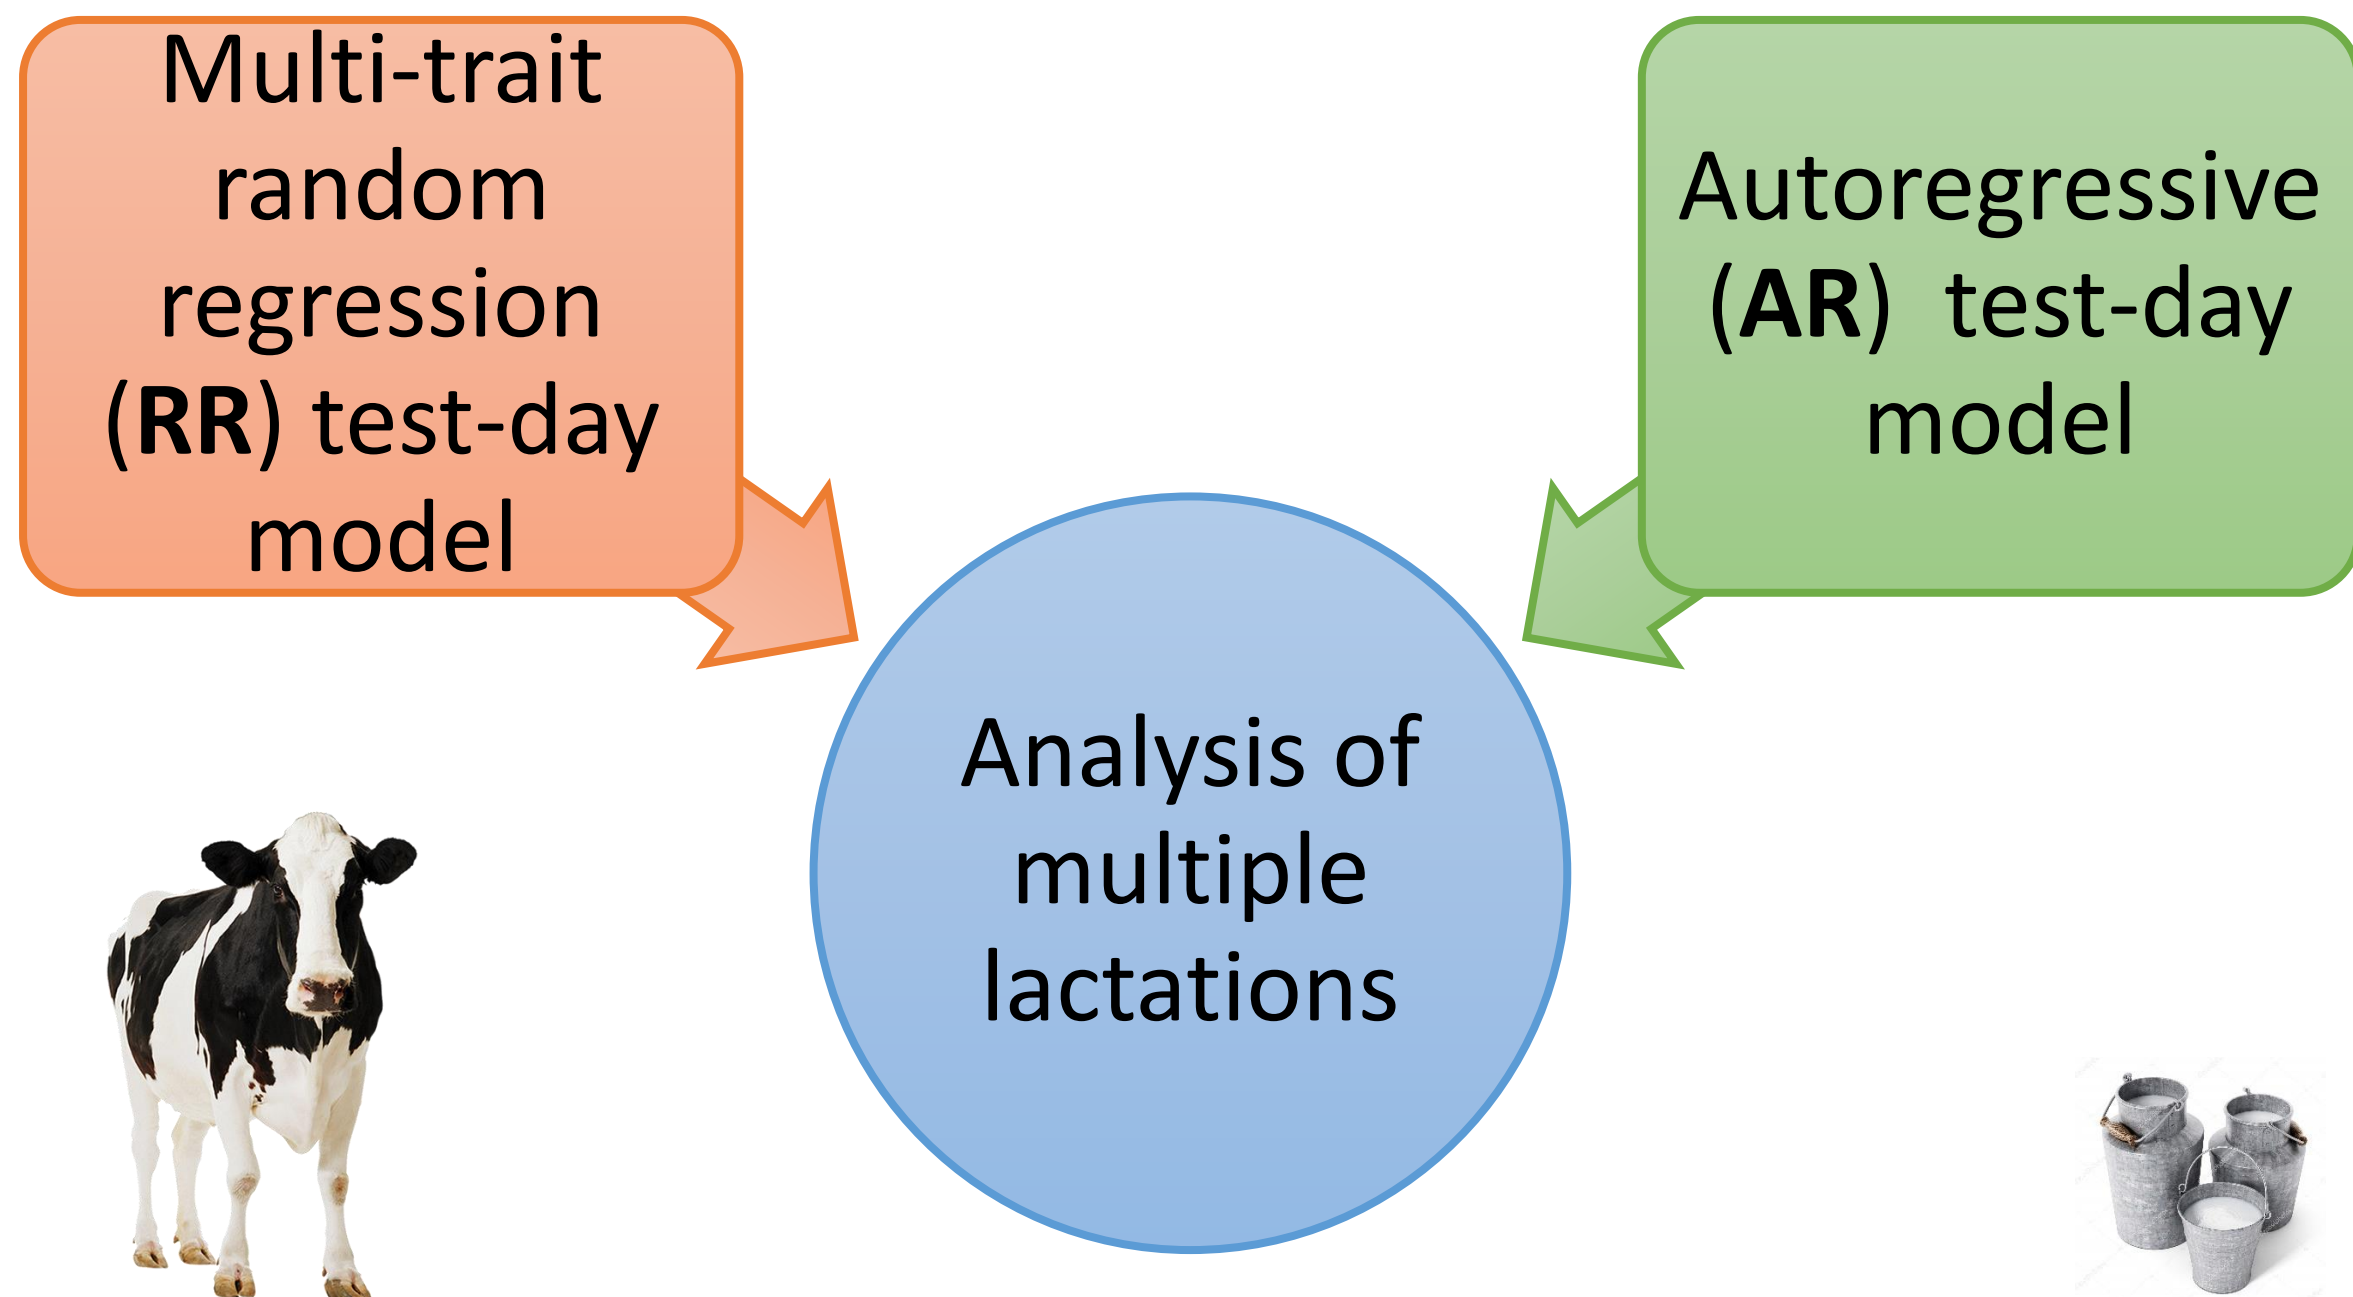 Multi-trait
random
regression
(RR) test-day
model
Autoregressive
(AR) test-day
model
Analysis of
multiple
lactations